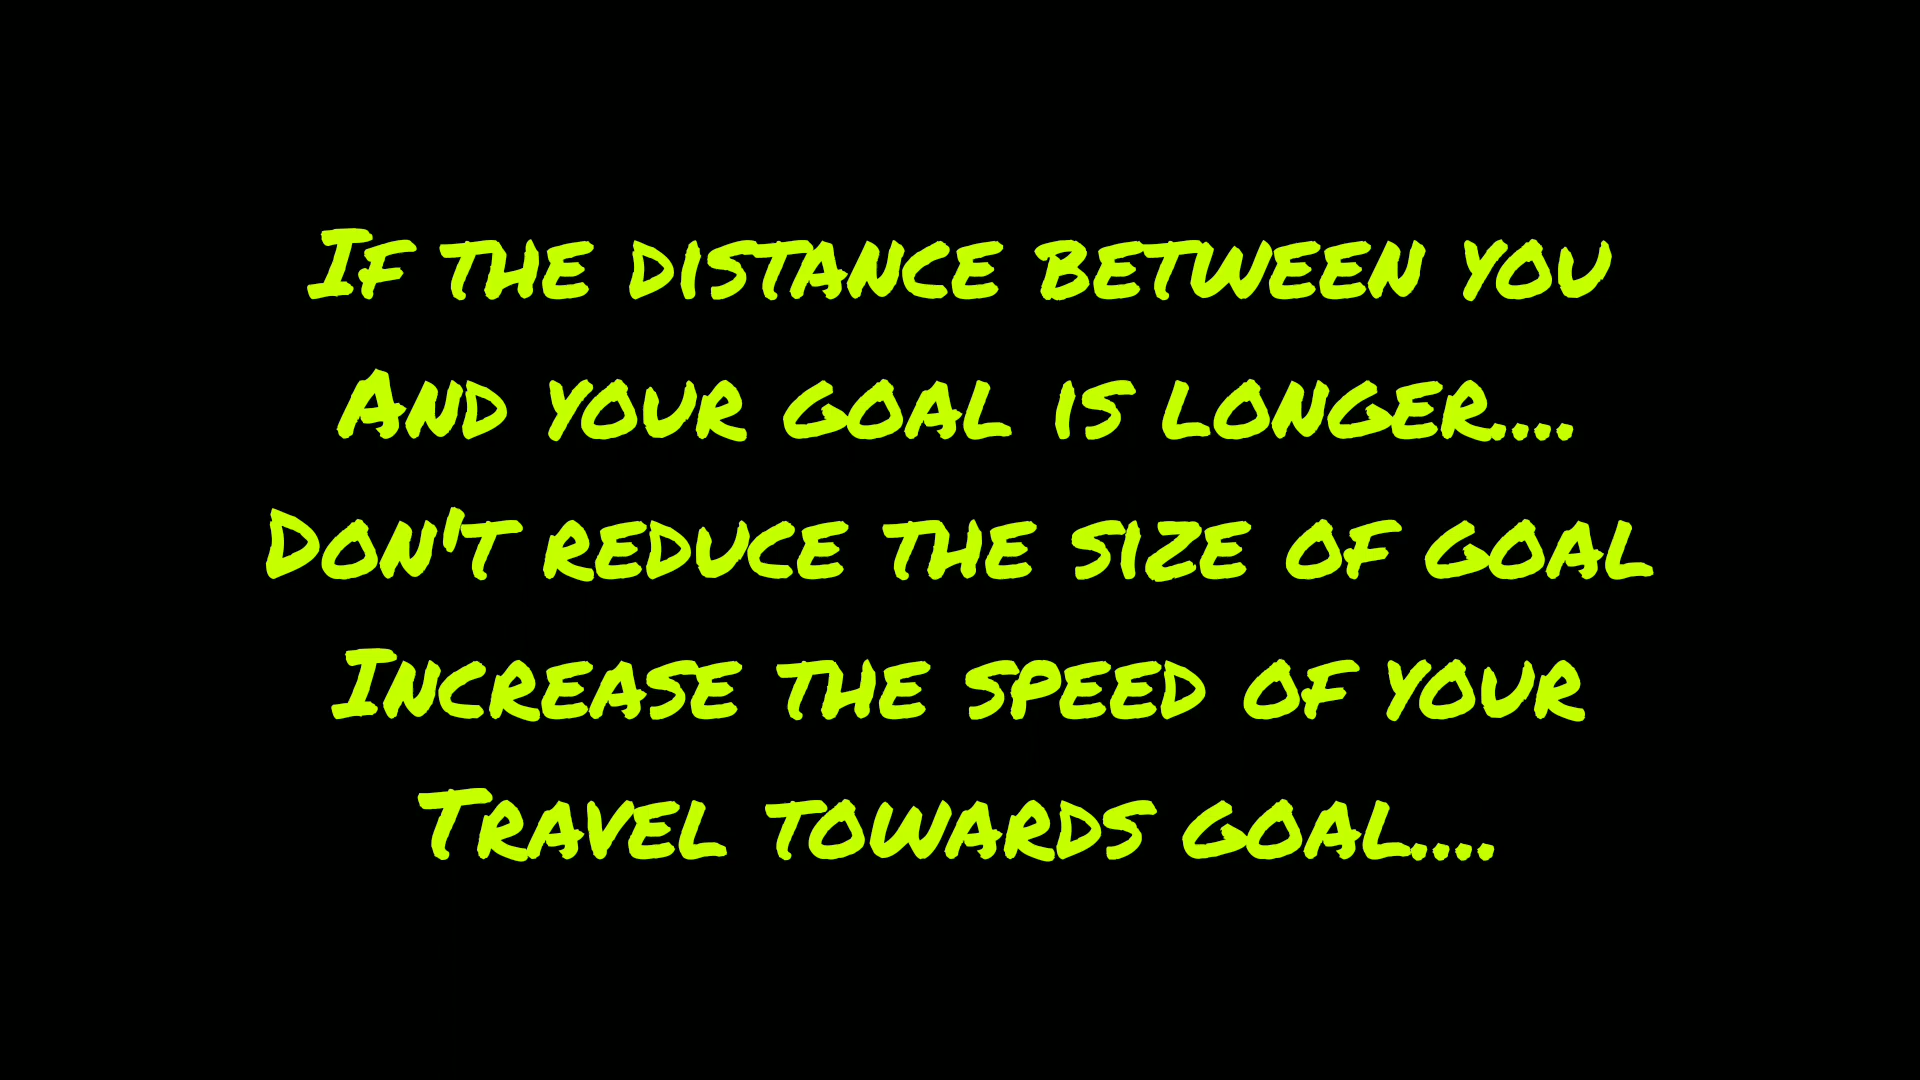 If the distance between you
And your goal is longer....
Don't reduce the size of goal
Increase the speed of your
Travel towards goal....